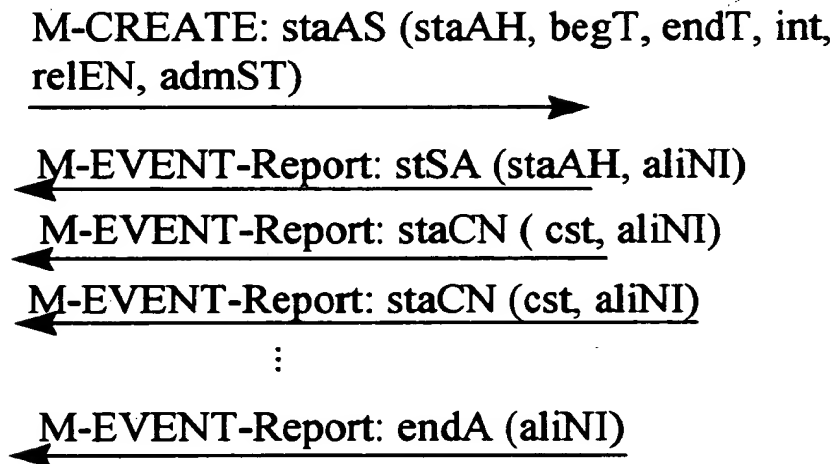 M-CREATE: staAS (staAH, begT, endT, int,
relEN, admST)
M-EVENT-Report: stSA (staAH, aliNI)
M-EVENT-Report: staCN ( cst, aliNI)
M-EVENT-Report: staCN (cst, aliNI)
⋮
M-EVENT-Report: endA (aliNI)